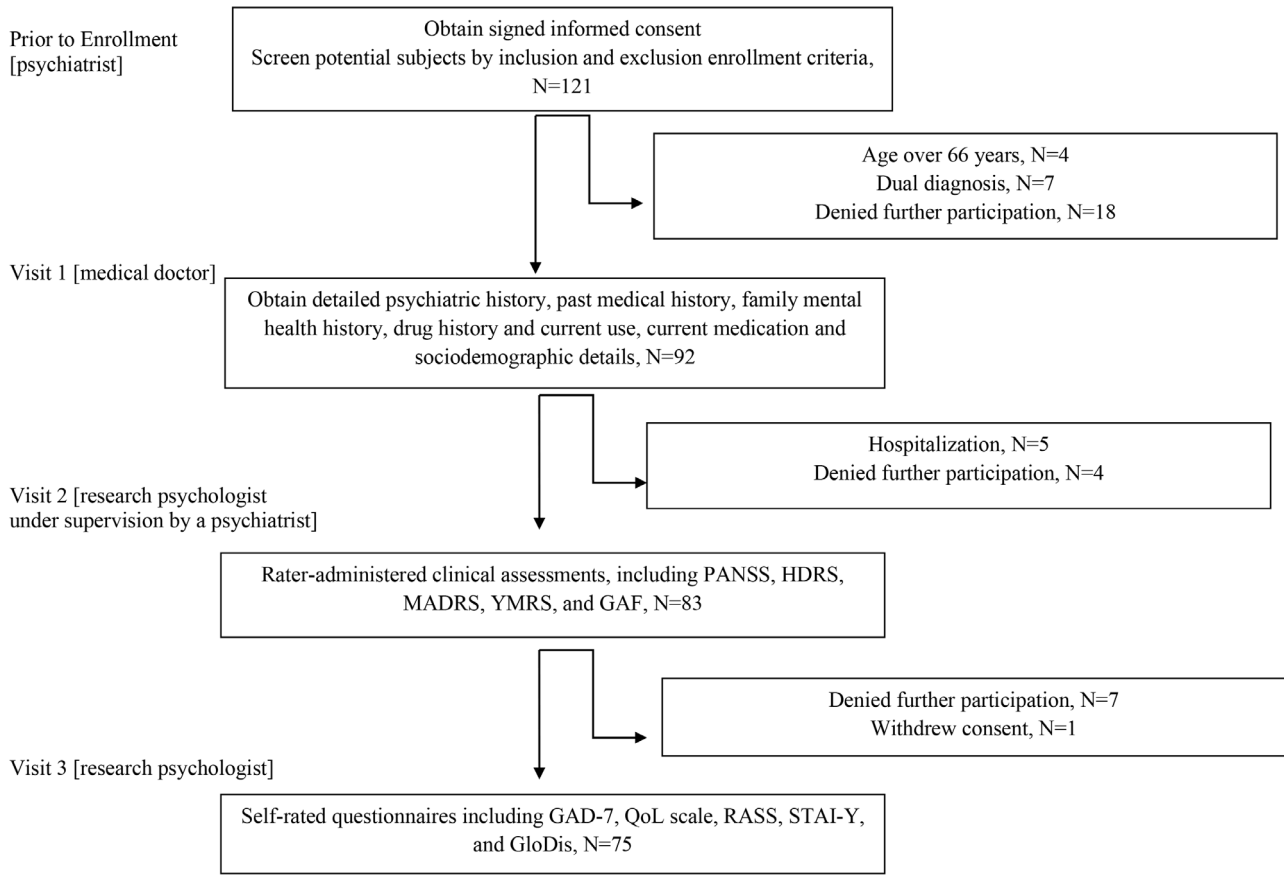 Prior to Enrollment
[psychiatrist]
Obtain signed informed consent
Screen potential subjects by inclusion and exclusion enrollment criteria,
N=121
Age over 66 years, N=4
Dual diagnosis, N=7
Denied further participation, N=18
Visit 1 [medical doctor]
Obtain detailed psychiatric history, past medical history, family mental
health history, drug history and current use, current medication and
sociodemographic details, N=92
Hospitalization, N=5
Denied further participation, N=4
Visit 2 [research psychologist
under supervision by a psychiatrist]
Rater-administered clinical assessments, including PANSS, HDRS,
MADRS, YMRS, and GAF, N=83
Denied further participation, N=7
Withdrew consent, N=1
Visit 3 [research psychologist]
Self-rated questionnaires including GAD-7, QoL scale, RASS, STAI-Y,
and GloDis, N=75